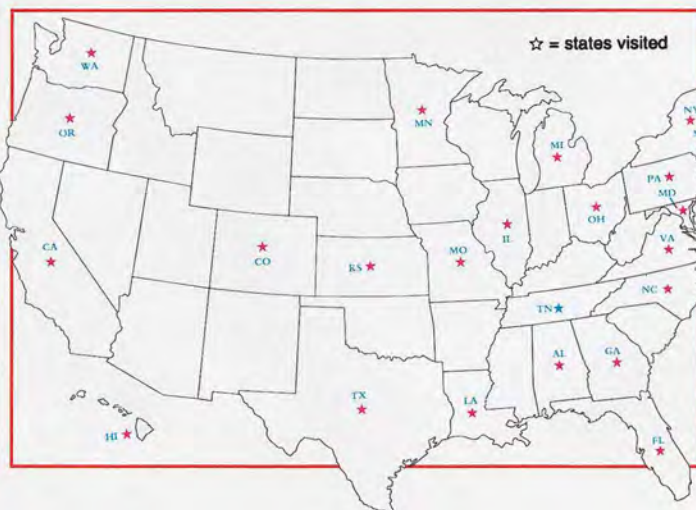 ☆ = states visited
WA
OR
MN
MI
NY
PA
MD
OH
IL
VA
CA
CO
KS
MO
NC
TN
AL
GA
TX
LA
HI
FL